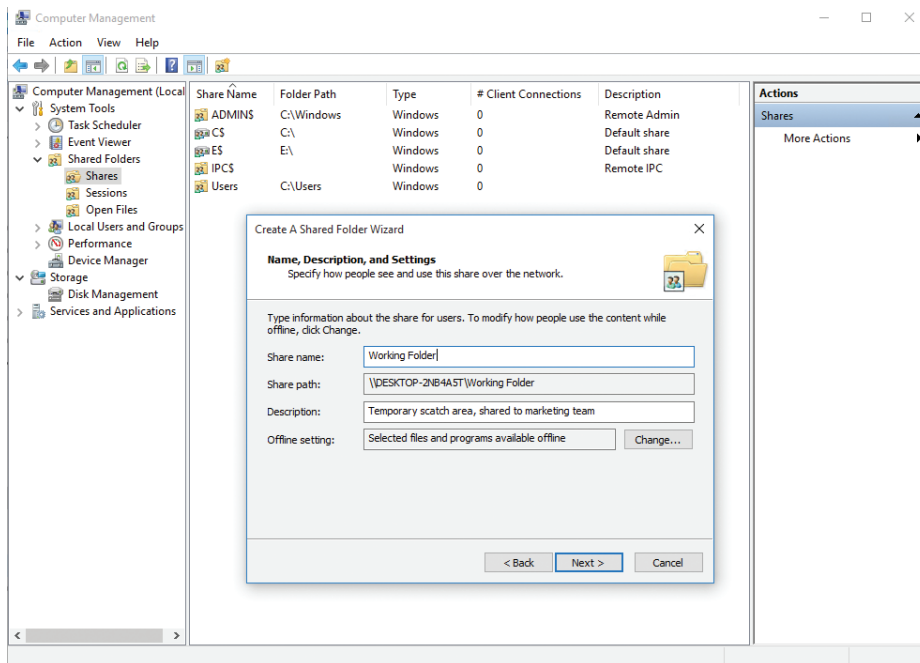 Computer Management
File Action View Help
Computer Management (Local
System Tools
Task Scheduler
Event Viewer
Shared Folders
Shares
Sessions
Open Files
Local Users and Groups
Performance
Device Manager
Storage
Disk Management
Services and Applications
Share Name Folder Path Type # Client Connections Description
ADMIN$ C:\Windows Windows 0 Remote Admin
C$ C:\ Windows 0 Default share
E$ E:\ Windows 0 Default share
IPC$ Windows 0 Remote IPC
Users C:\Users Windows 0
Actions
Shares
More Actions
Create A Shared Folder Wizard
Name, Description, and Settings
Specify how people see and use this share over the network.
Type information about the share for users. To modify how people use the content while
offline, click Change.
Share name: Working Folder
Share path: \\DESKTOP-2NB4A5T\Working Folder
Description: Temporary scatch area, shared to marketing team
Offline setting: Selected files and programs available offline Change...
< Back Next > Cancel